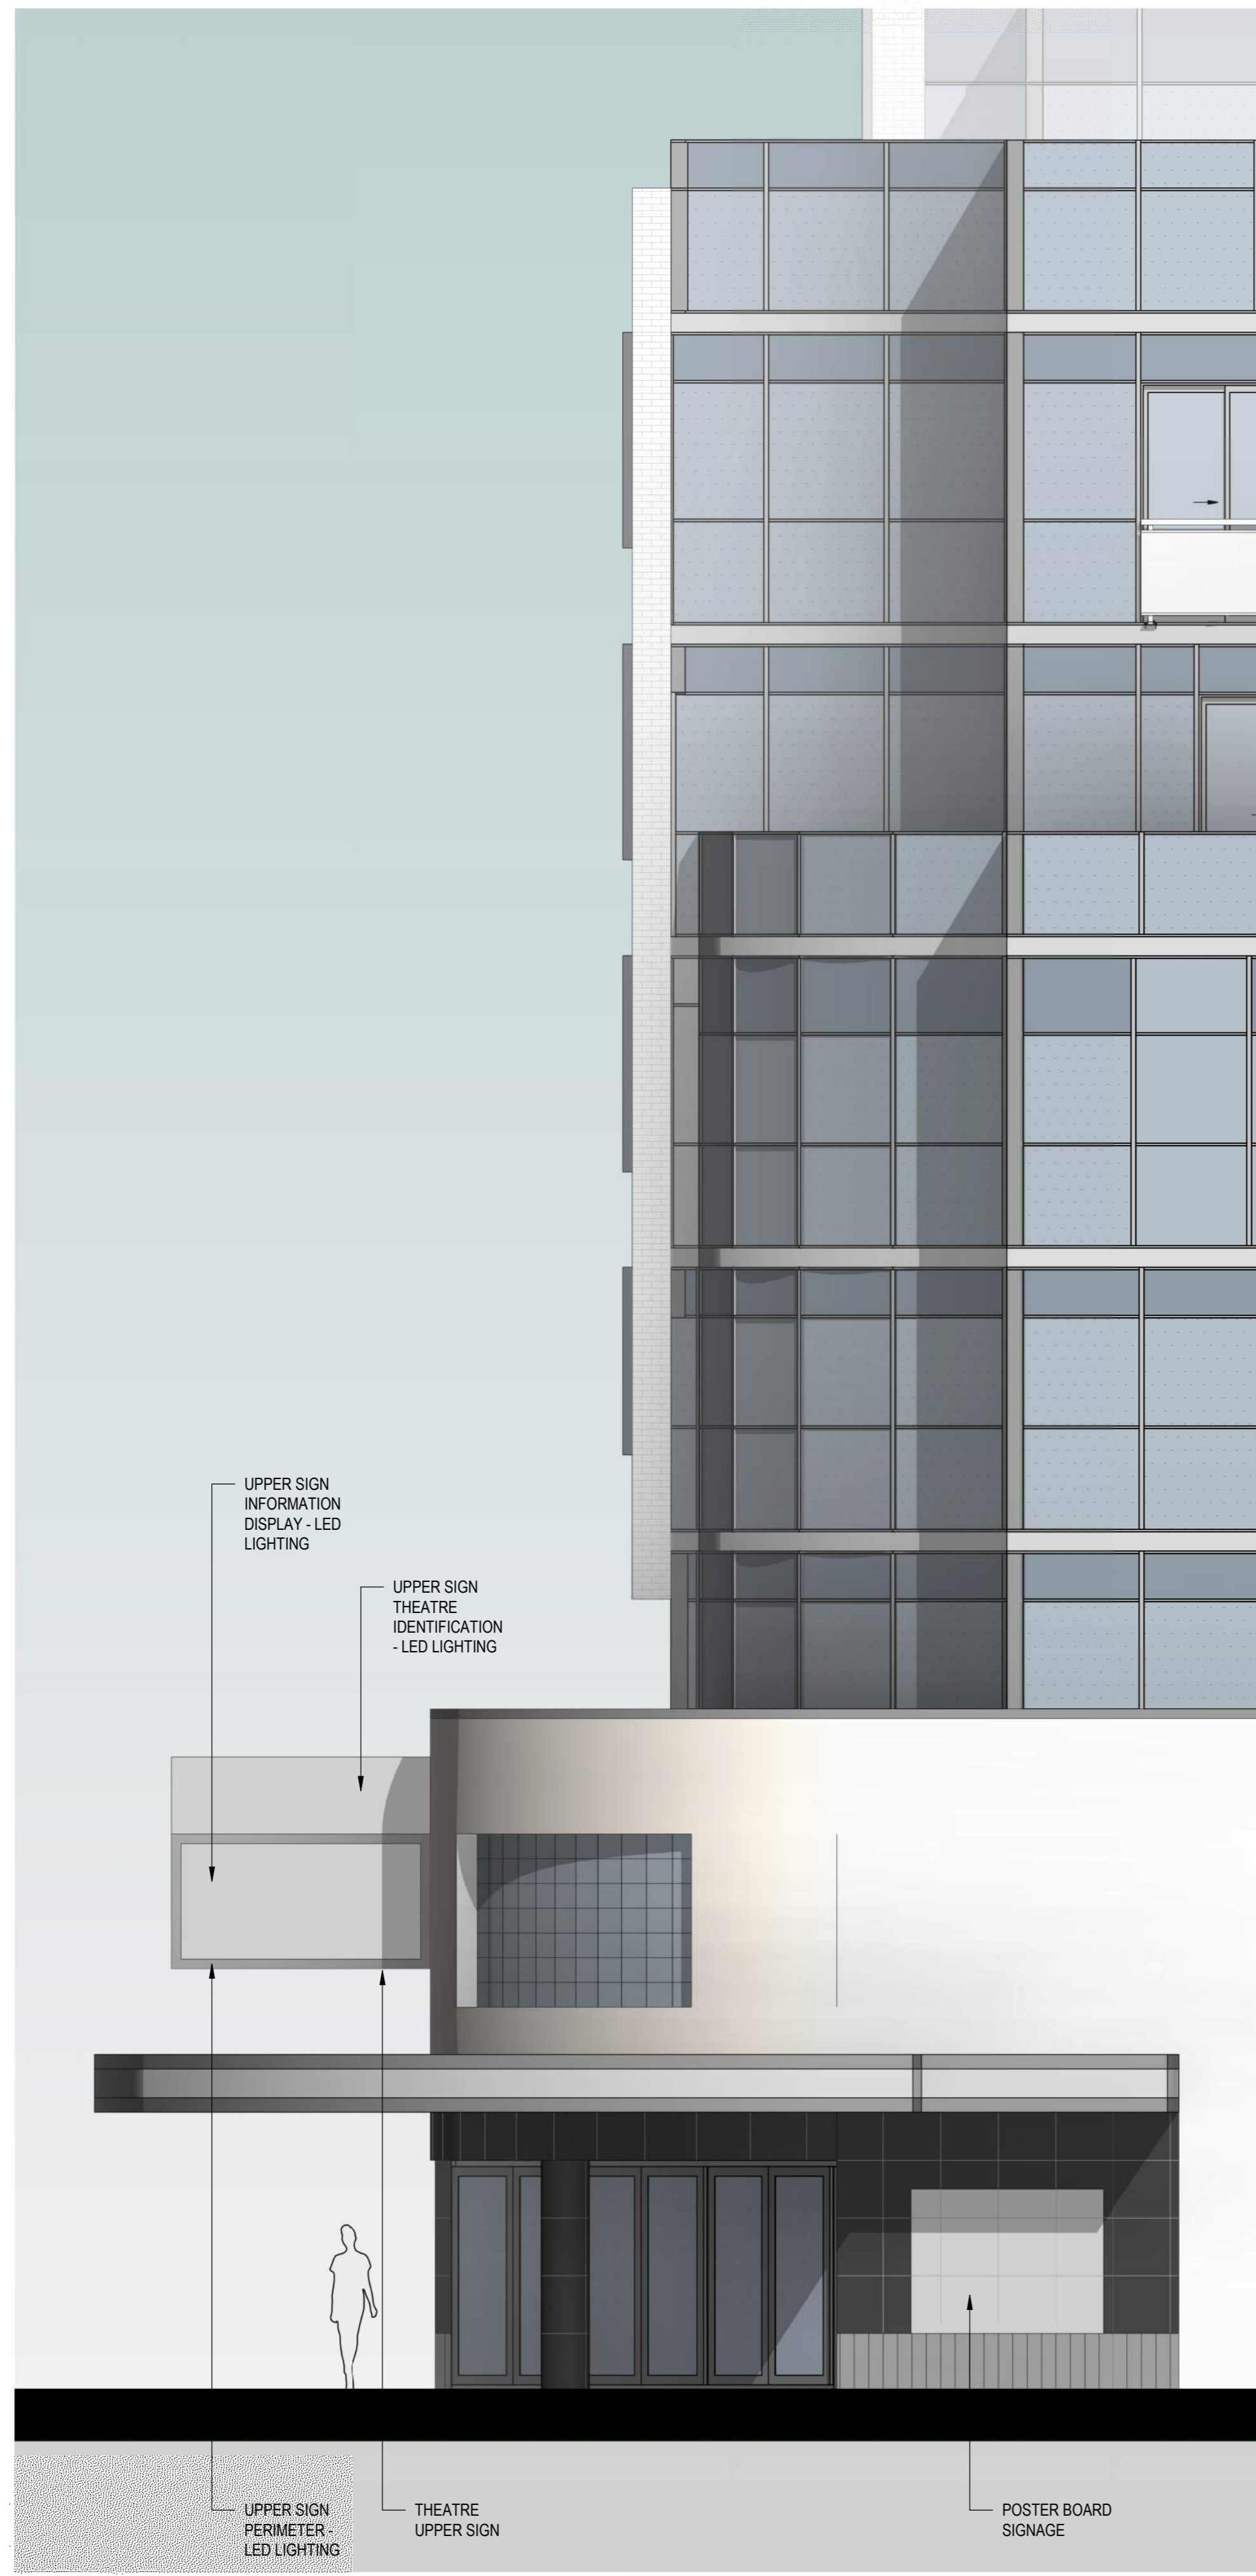 UPPER SIGN
INFORMATION
DISPLAY - LED
LIGHTING
UPPER SIGN
THEATRE
IDENTIFICATION
- LED LIGHTING
UPPER SIGN
PERIMETER -
LED LIGHTING
THEATRE
UPPER SIGN
POSTER BOARD
SIGNAGE